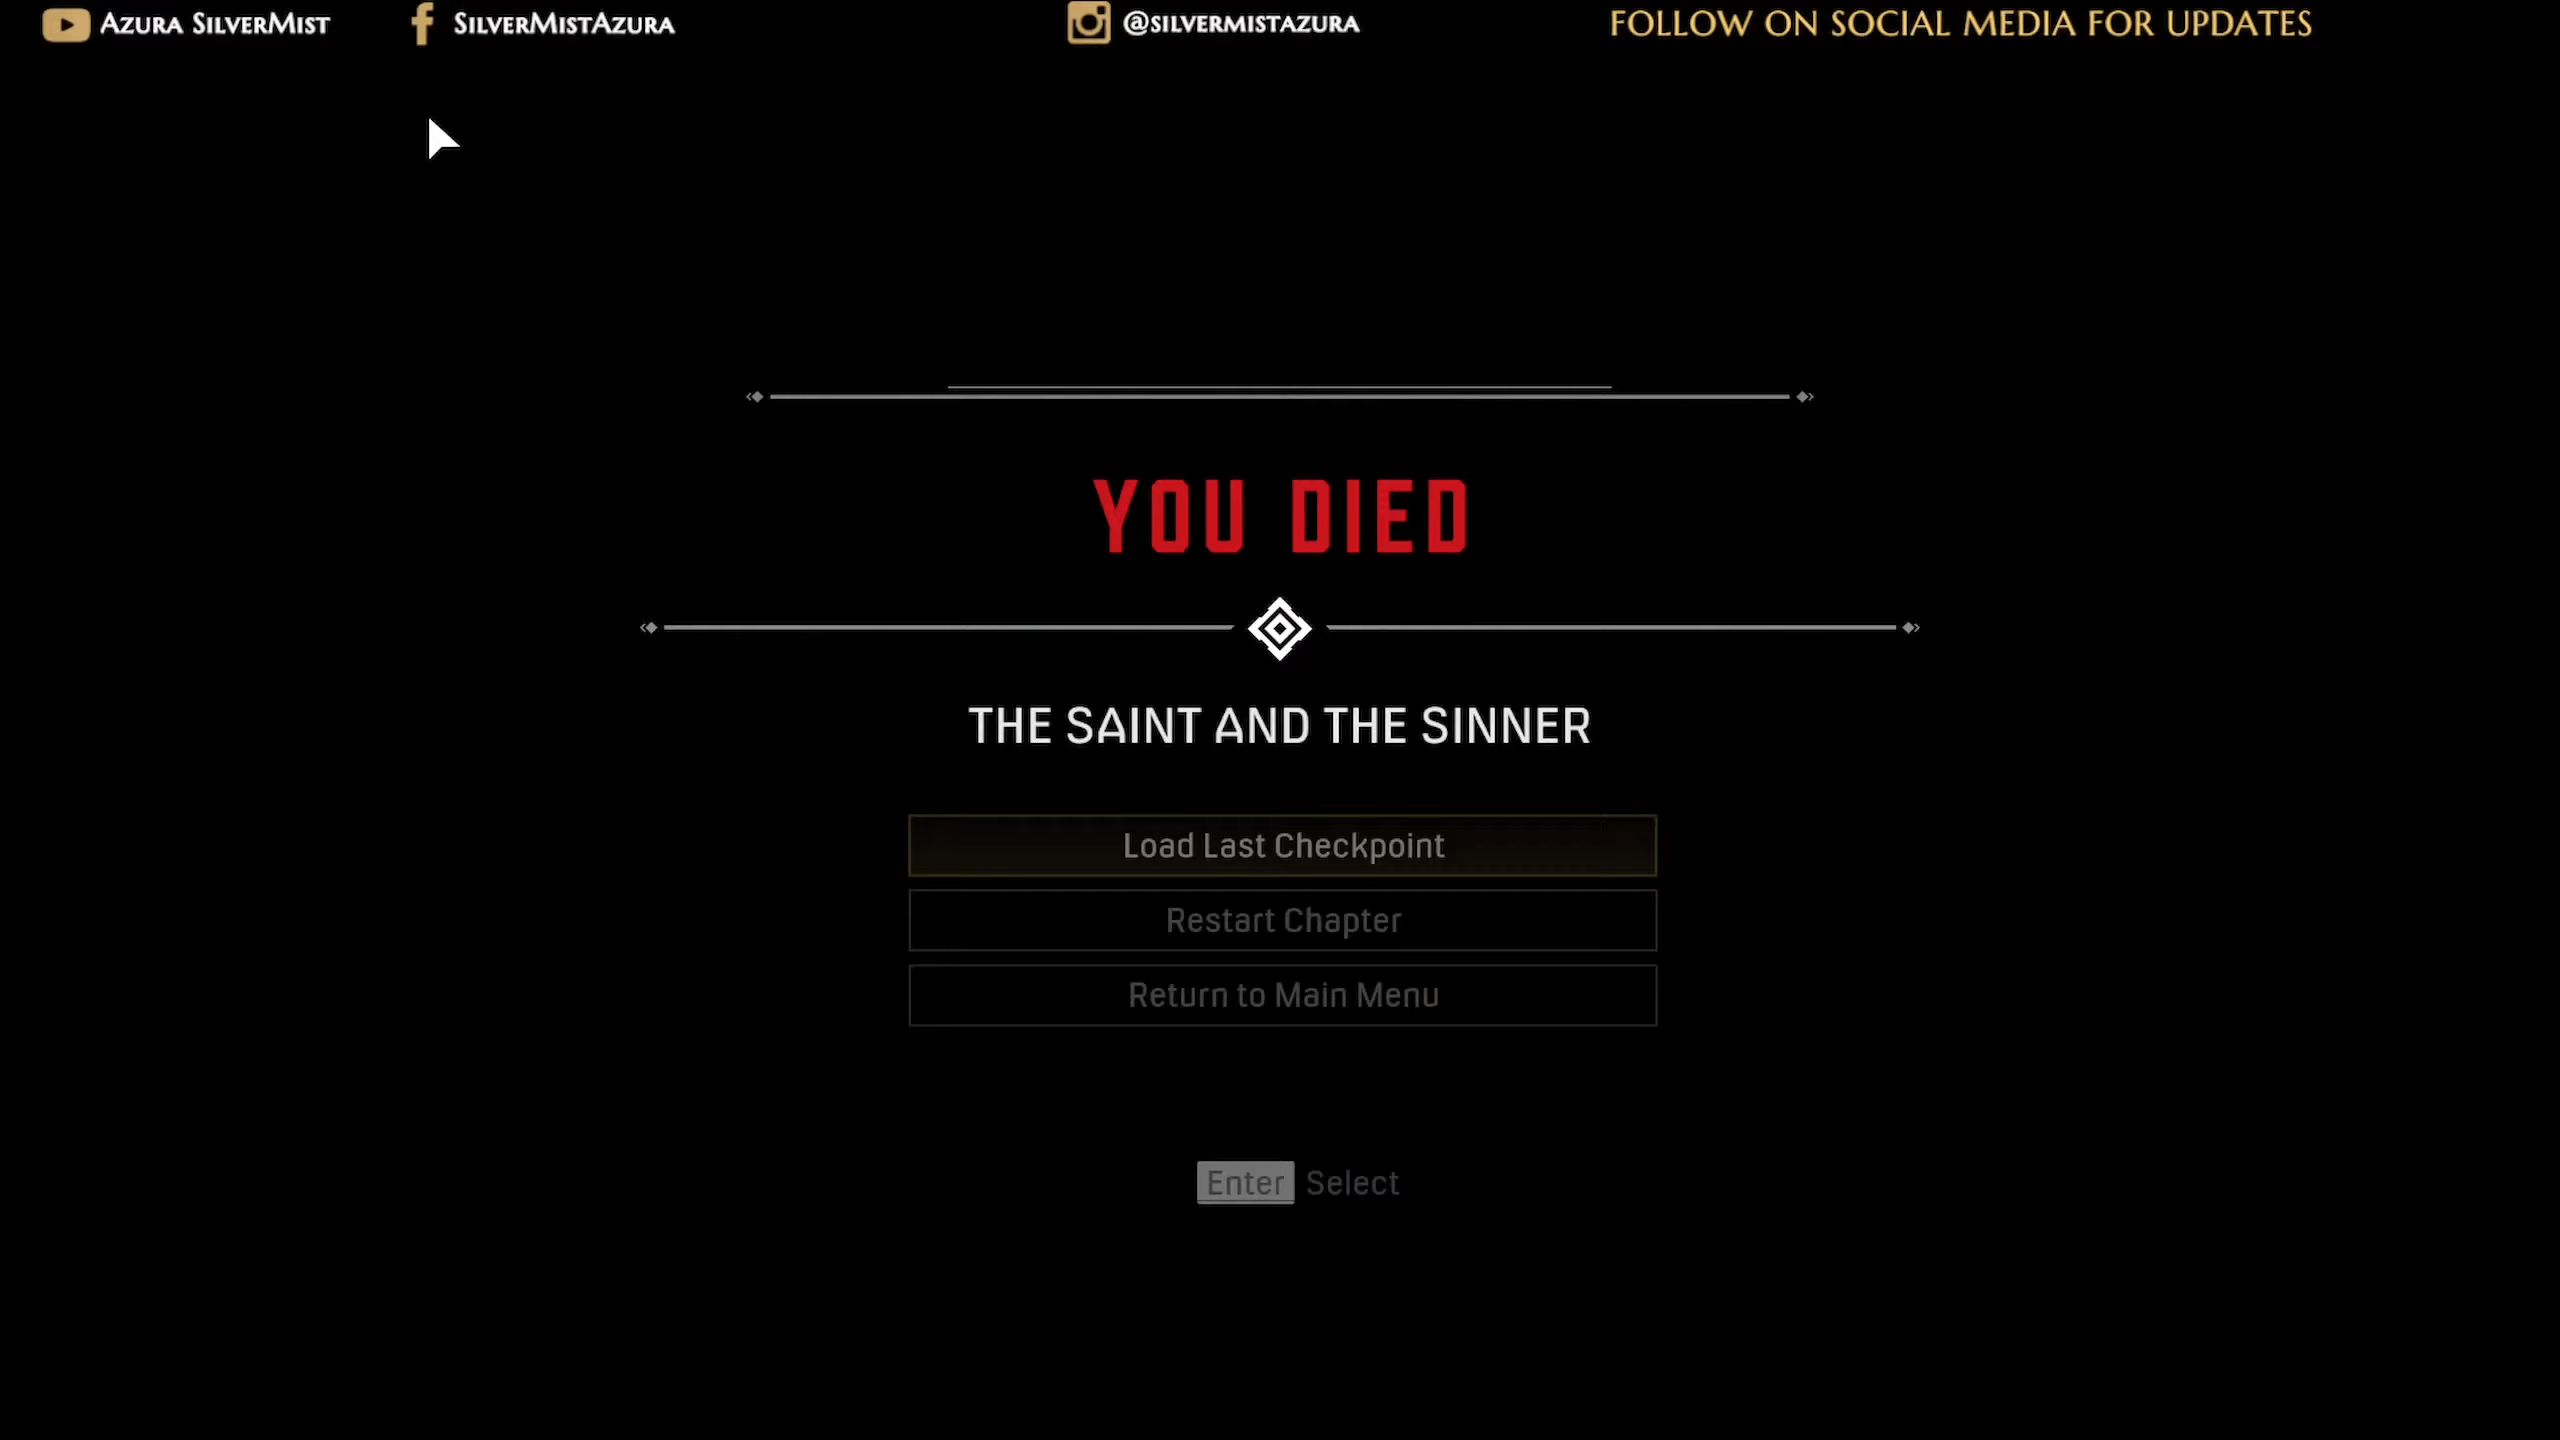 AZURA SILVERMIST
SILVERMISTAZURA
@SILVERMISTAZURA
FOLLOW ON SOCIAL MEDIA FOR UPDATES
YOU DIED
THE SAINT AND THE SINNER
Load Last Checkpoint
Restart Chapter
Return to Main Menu
Enter Select